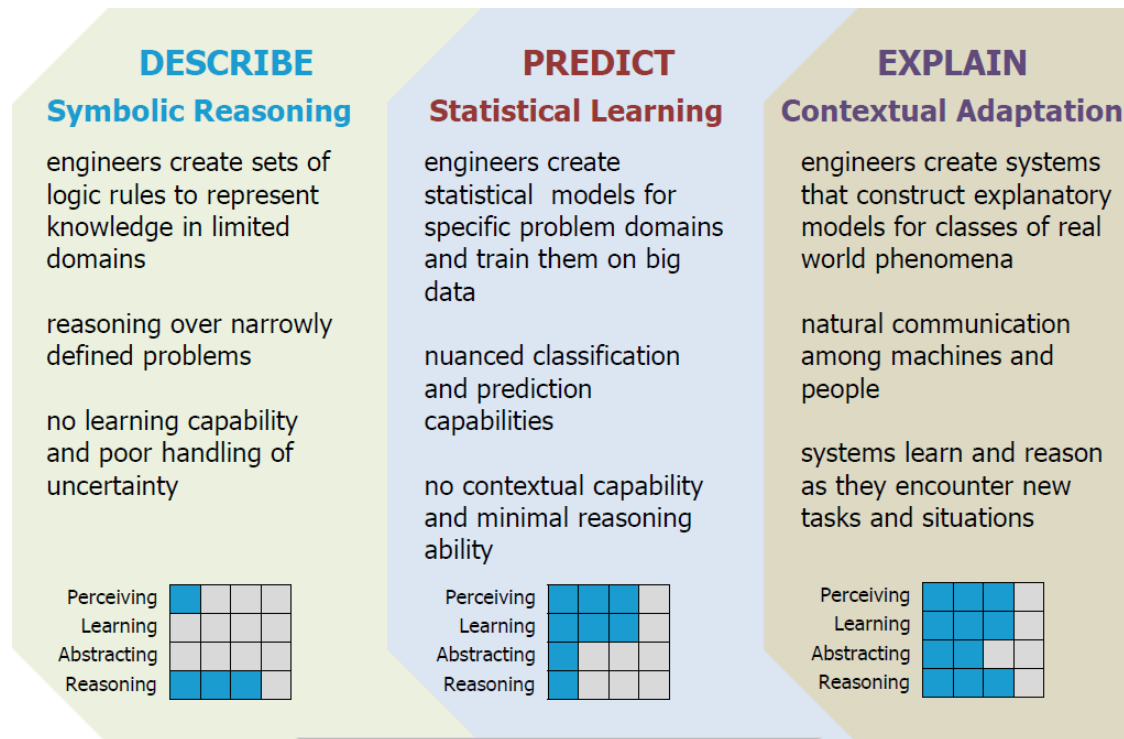 DESCRIBE
Symbolic Reasoning
engineers create sets of
logic rules to represent
knowledge in limited
domains
reasoning over narrowly
defined problems
no learning capability
and poor handling of
uncertainty
Perceiving
Learning
Abstracting
Reasoning
PREDICT
Statistical Learning
engineers create
statistical models for
specific problem domains
and train them on big
data
nuanced classification
and prediction
capabilities
no contextual capability
and minimal reasoning
ability
Perceiving
Learning
Abstracting
Reasoning
EXPLAIN
Contextual Adaptation
engineers create systems
that construct explanatory
models for classes of real
world phenomena
natural communication
among machines and
people
systems learn and reason
as they encounter new
tasks and situations
Perceiving
Learning
Abstracting
Reasoning